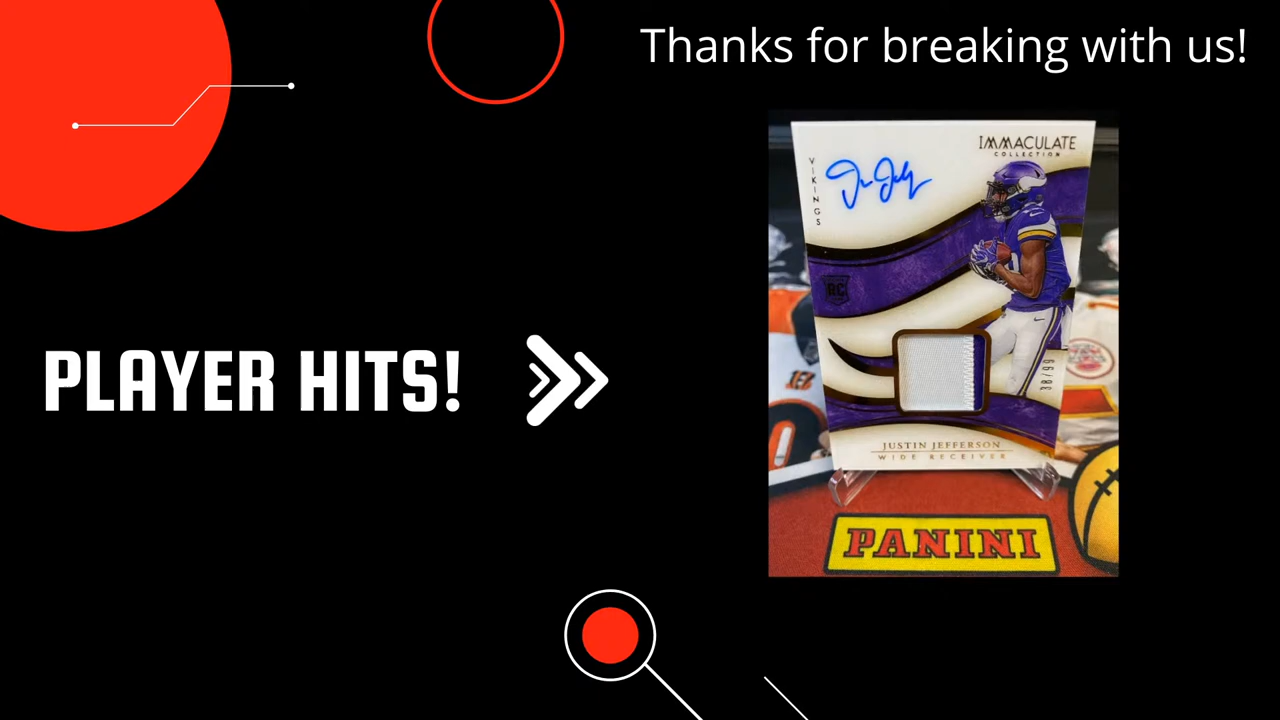 Thanks for breaking with us!
PLAYER HITS!
IMMACULATE
COLLECTION
VIKINGS
RC
38/99
JUSTIN JEFFERSON
WIDE RECEIVER
PANINI